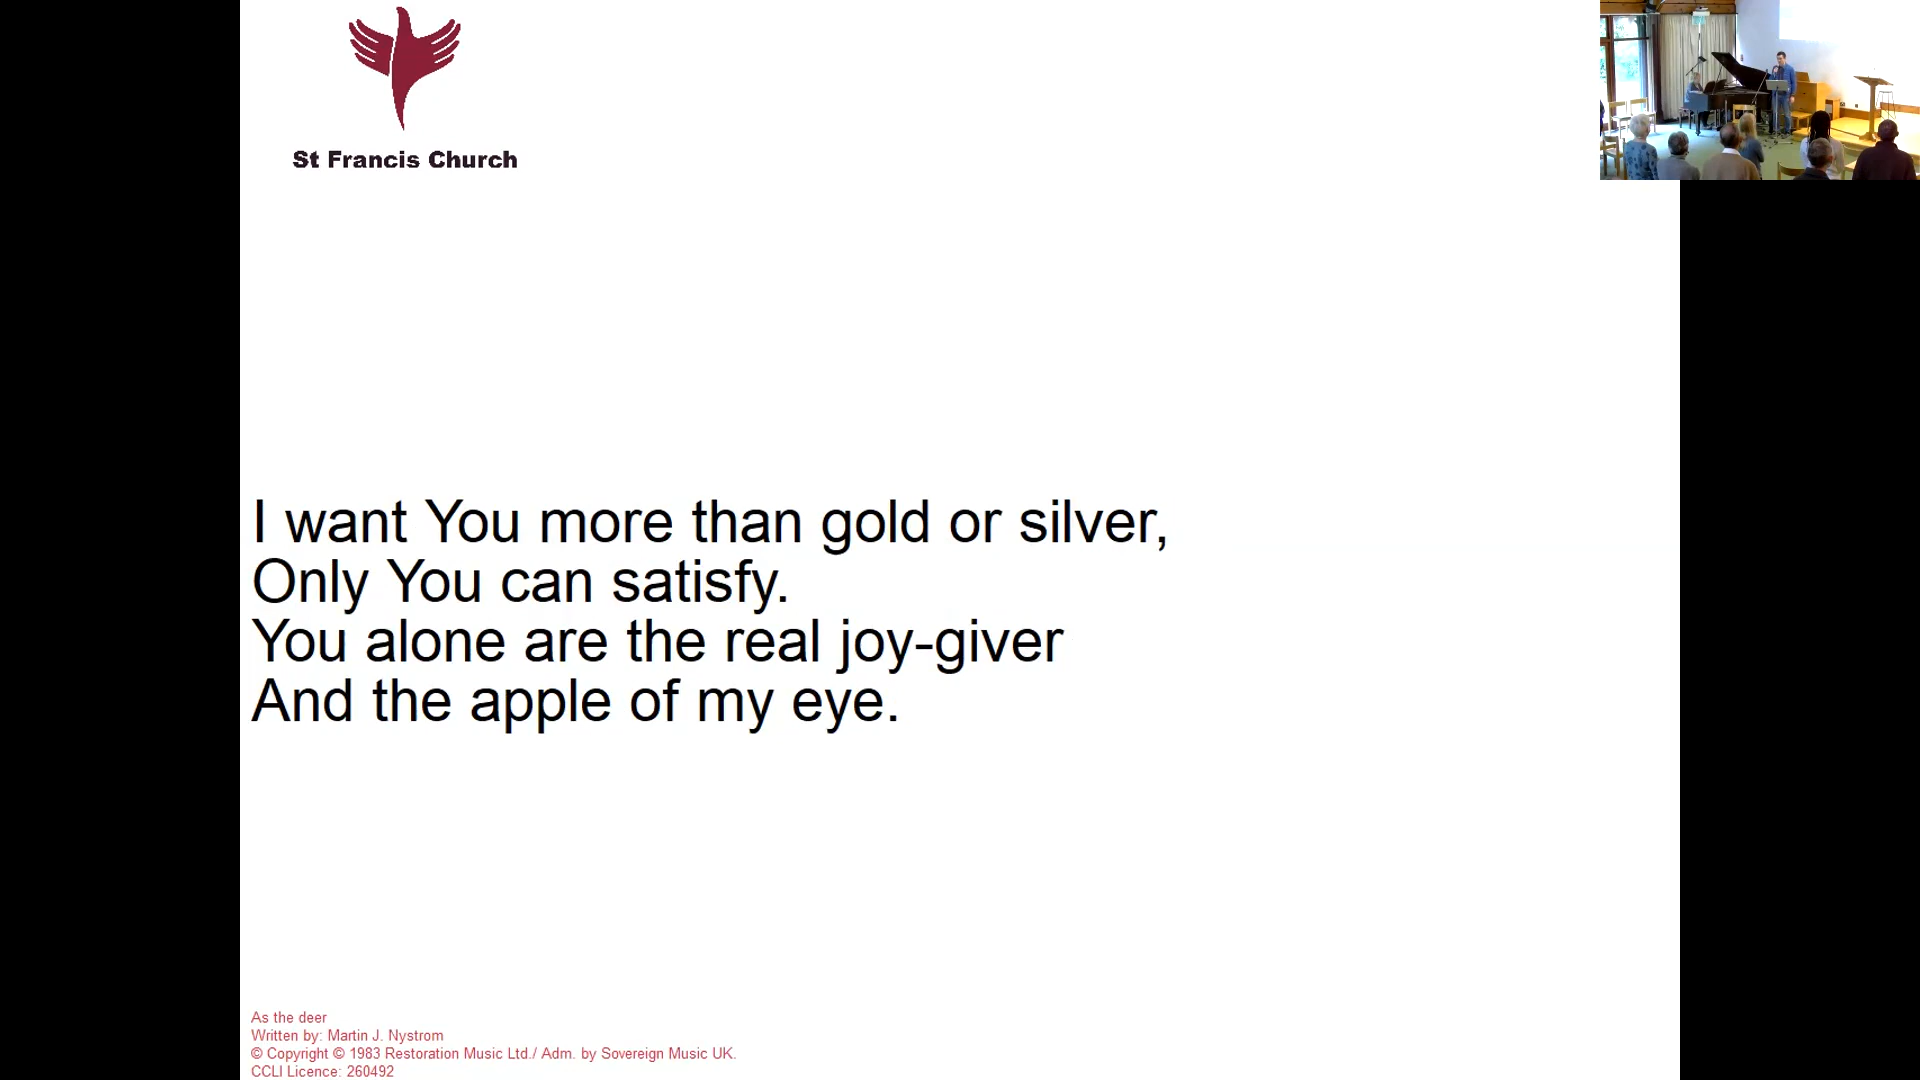 St Francis Church
I want You more than gold or silver,
Only You can satisfy.
You alone are the real joy-giver
And the apple of my eye.
As the deer
Written by: Martin J. Nystrom
© Copyright © 1983 Restoration Music Ltd./ Adm. by Sovereign Music UK.
CCLI Licence: 260492